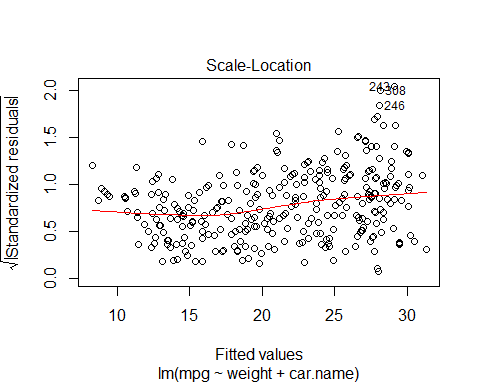 Scale-Location
√|Standardized residuals|
2.0
1.5
1.0
0.5
0.0
243
308
246
10 15 20 25 30
Fitted values
lm(mpg ~ weight + car.name)